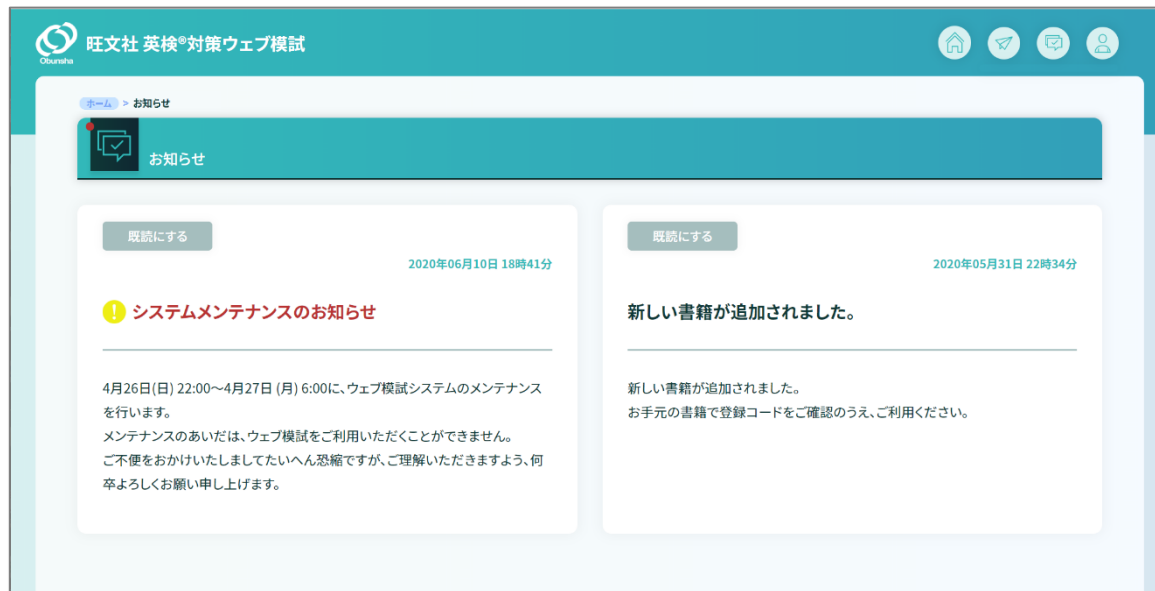 Obunsha
旺文社 英検®対策ウェブ模試
ホーム > お知らせ
お知らせ
既読にする
2020年06月10日 18時41分
! システムメンテナンスのお知らせ
4月26日(日) 22:00～4月27日 (月) 6:00に、ウェブ模試システムのメンテナンス
を行います。
メンテナンスのあいだは、ウェブ模試をご利用いただくことができません。
ご不便をおかけいたしましてたいへん恐縮ですが、ご理解いただきますよう、何
卒よろしくお願い申し上げます。
既読にする
2020年05月31日 22時34分
新しい書籍が追加されました。
新しい書籍が追加されました。
お手元の書籍で登録コードをご確認のうえ、ご利用ください。